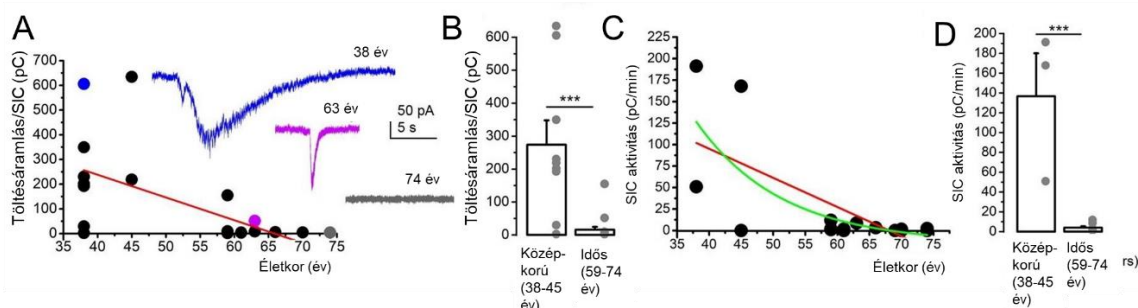 A
Töltésáramlás/SIC (pC)
700
600
500
400
300
200
100
0
35 40 45 50 55 60 65 70 75
Életkor (év)
38 év
63 év
50 pA
5 s
74 év
B
Töltésáramlás/SIC (pC)
600
500
400
300
200
100
0
***
Közép-
korú
(38-45
év)
Idős
(59-74
év)
C
SIC aktivitás (pC/min)
225
200
175
150
125
100
75
50
25
0
35 40 45 50 55 60 65 70 75
Életkor (év)
D
SIC aktivitás (pC/min)
200
180
160
140
120
100
80
60
40
20
0
***
Közép-
korú
(38-45
év)
Idős
(59-74
év)
rs)